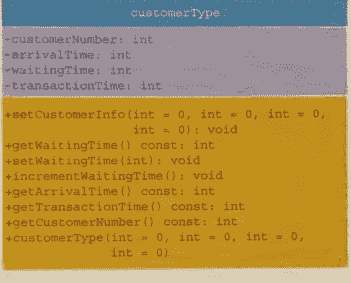 customerType
-customerNumber: int
-arrivalTime: int
-waitingTime: int
-transactionTime: int
+setCustomerInfo(int = 0, int = 0, int = 0,
int = 0): void
+getWaitingTime() const: int
+setWaitingTime(int): void
+incrementWaitingTime(): void
+getArrivalTime() const: int
+getTransactionTime() const: int
+getCustomerNumber() const: int
+customerType(int = 0, int = 0, int = 0,
int = 0)